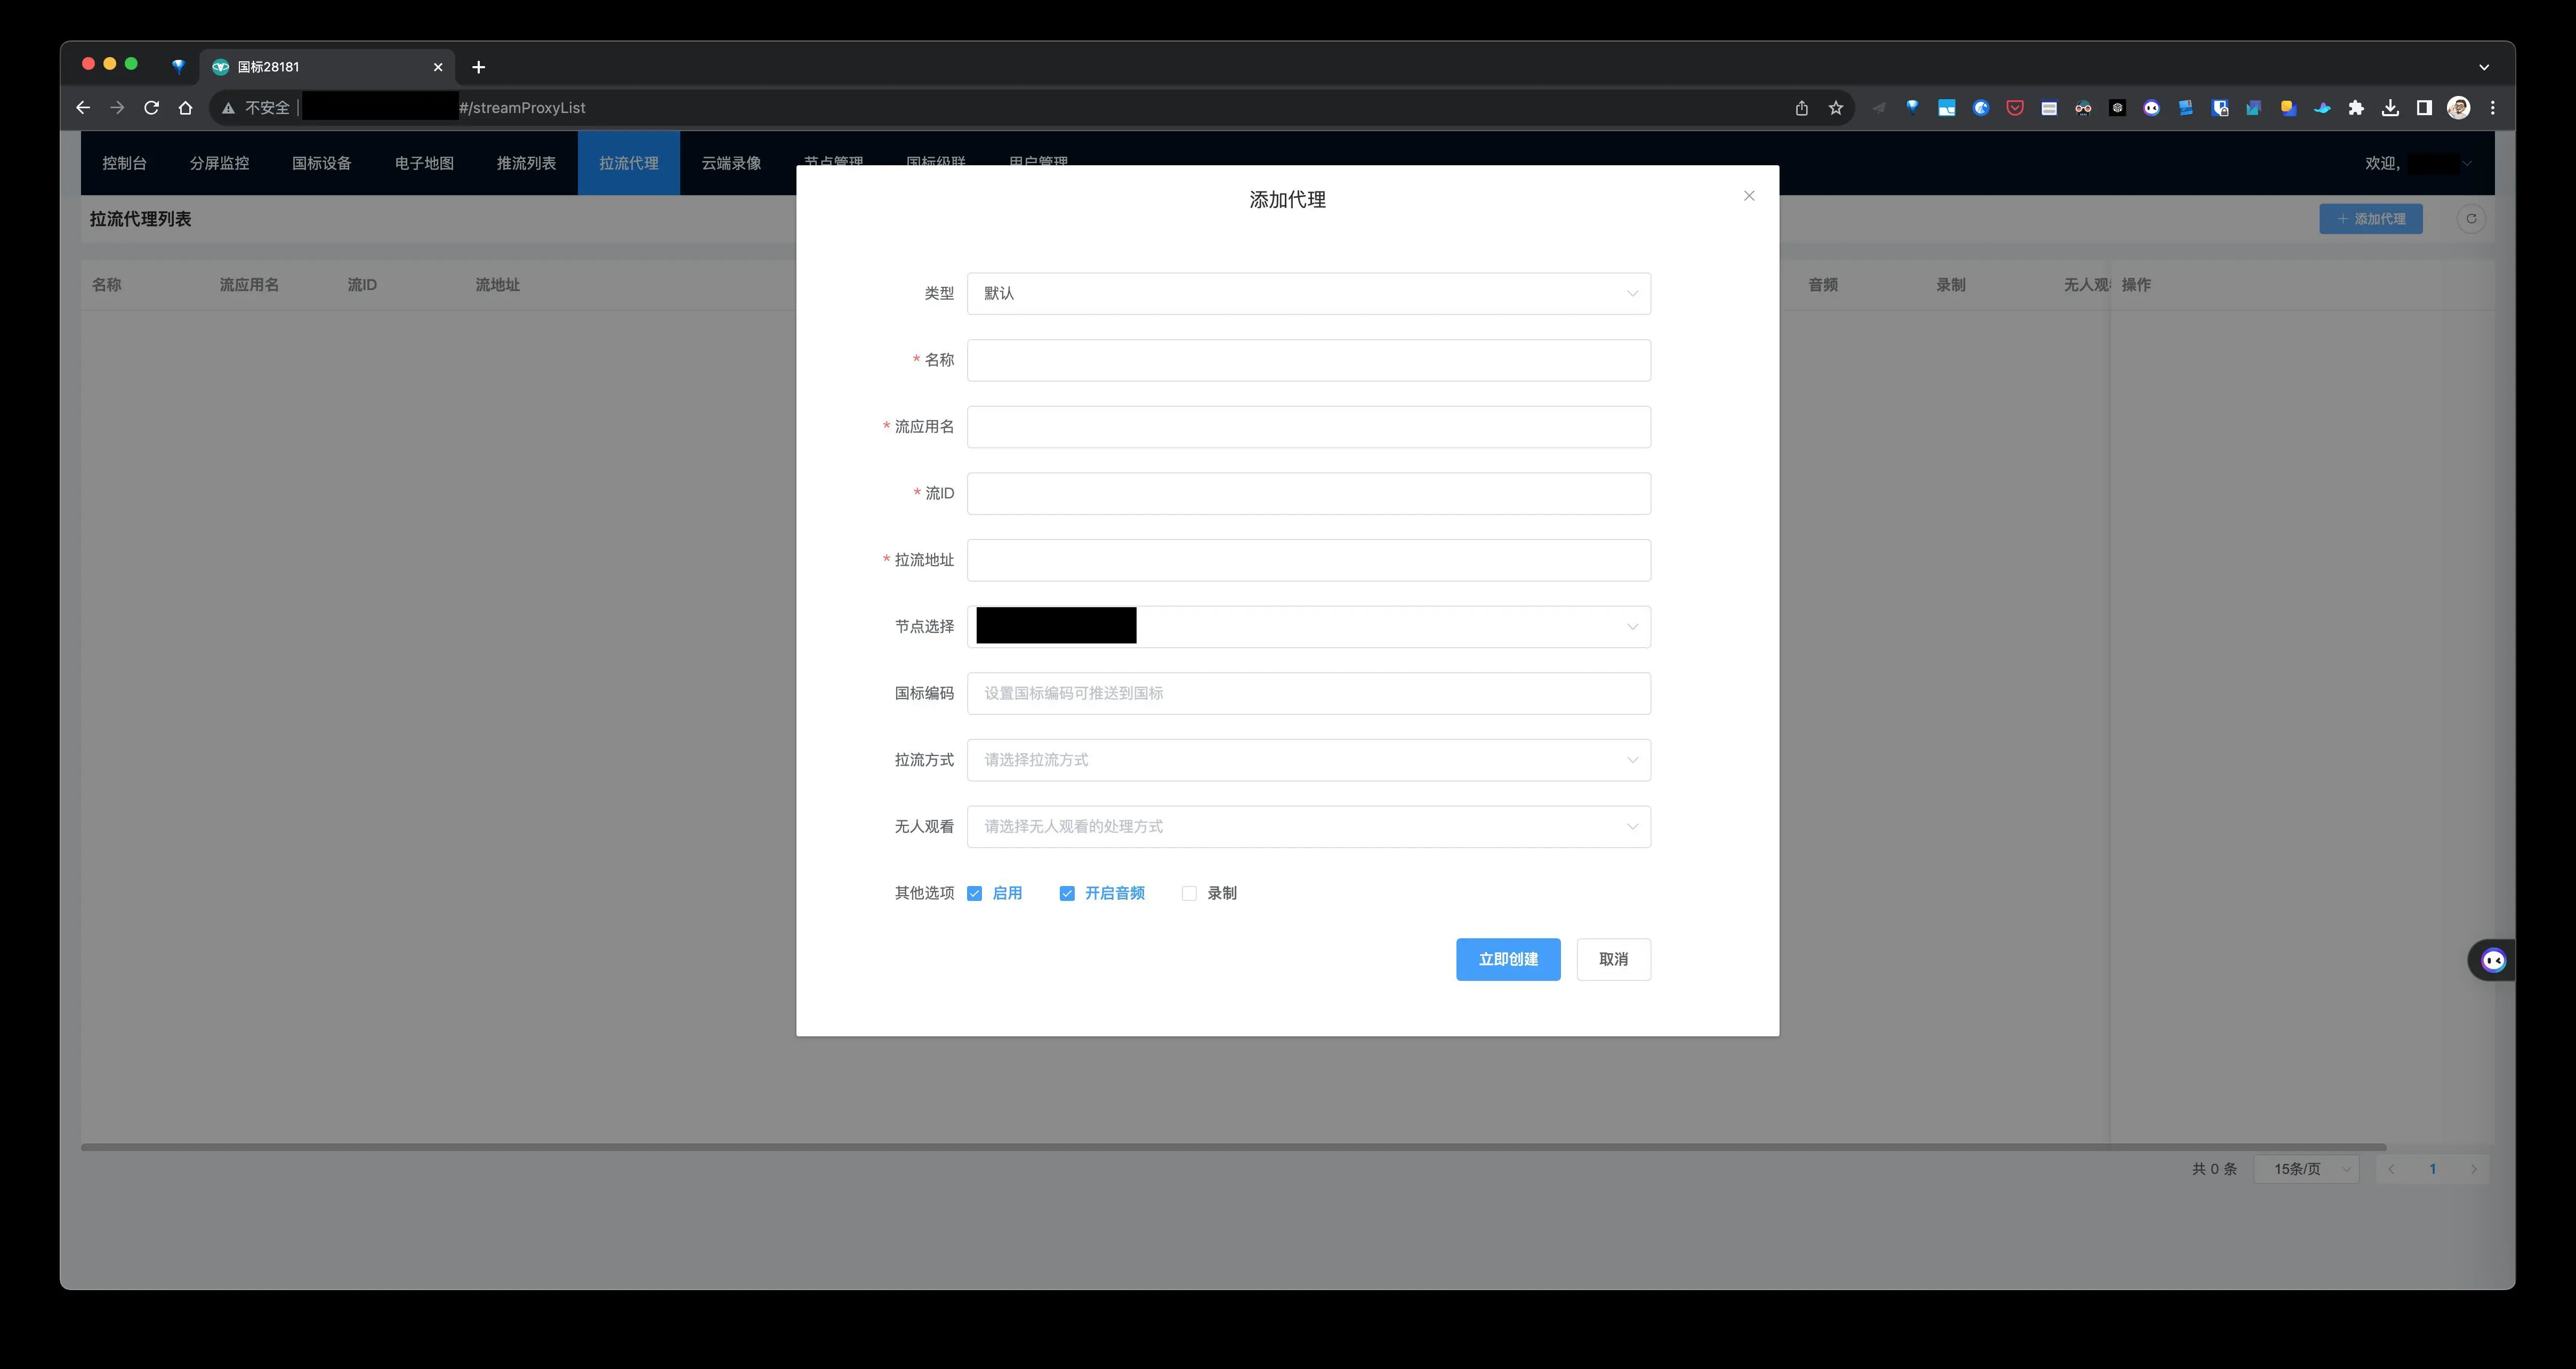 国标28181
不安全 | #/streamProxyList
控制台 分屏监控 国标设备 电子地图 推流列表 拉流代理 云端录像 节点管理 国标级联 用户管理 欢迎,
添加代理
拉流代理列表 添加代理
名称 流应用名 流ID 流地址 音频 录制 无人观 操作
类型 默认
* 名称
* 流应用名
* 流ID
* 拉流地址
节点选择
国标编码 设置国标编码可推送到国标
拉流方式 请选择拉流方式
无人观看 请选择无人观看的处理方式
其他选项 启用 开启音频 录制
立即创建 取消
共 0 条 15条/页 1